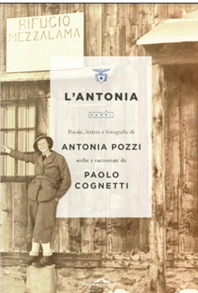 RIFUGIO
MEZZALAMA
L'ANTONIA
Poesie, lettere e fotografie di
ANTONIA POZZI
scelte e raccontate da
PAOLO
COGNETTI